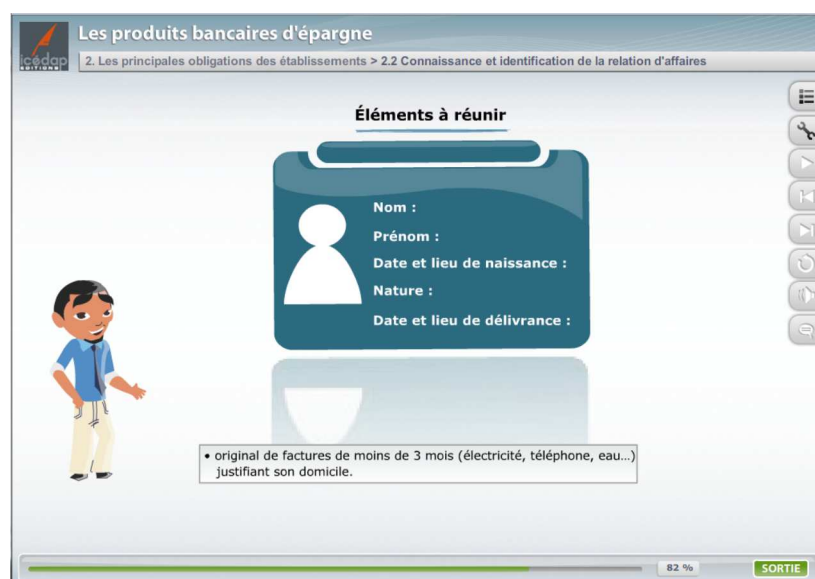 Les produits bancaires d'épargne
icédap
EDITIONS
2. Les principales obligations des établissements > 2.2 Connaissance et identification de la relation d'affaires
Éléments à réunir
Nom :
Prénom :
Date et lieu de naissance :
Nature :
Date et lieu de délivrance :
• original de factures de moins de 3 mois (électricité, téléphone, eau...)
justifiant son domicile.
82 %
SORTIE